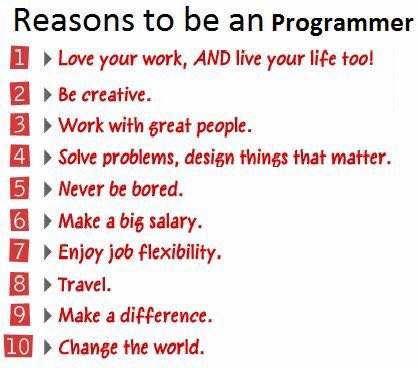 Reasons to be an Programmer
1 Love your work, AND live your life too!
2 Be creative.
3 Work with great people.
4 Solve problems, design things that matter.
5 Never be bored.
6 Make a big salary.
7 Enjoy job flexibility.
8 Travel.
9 Make a difference.
10 Change the world.